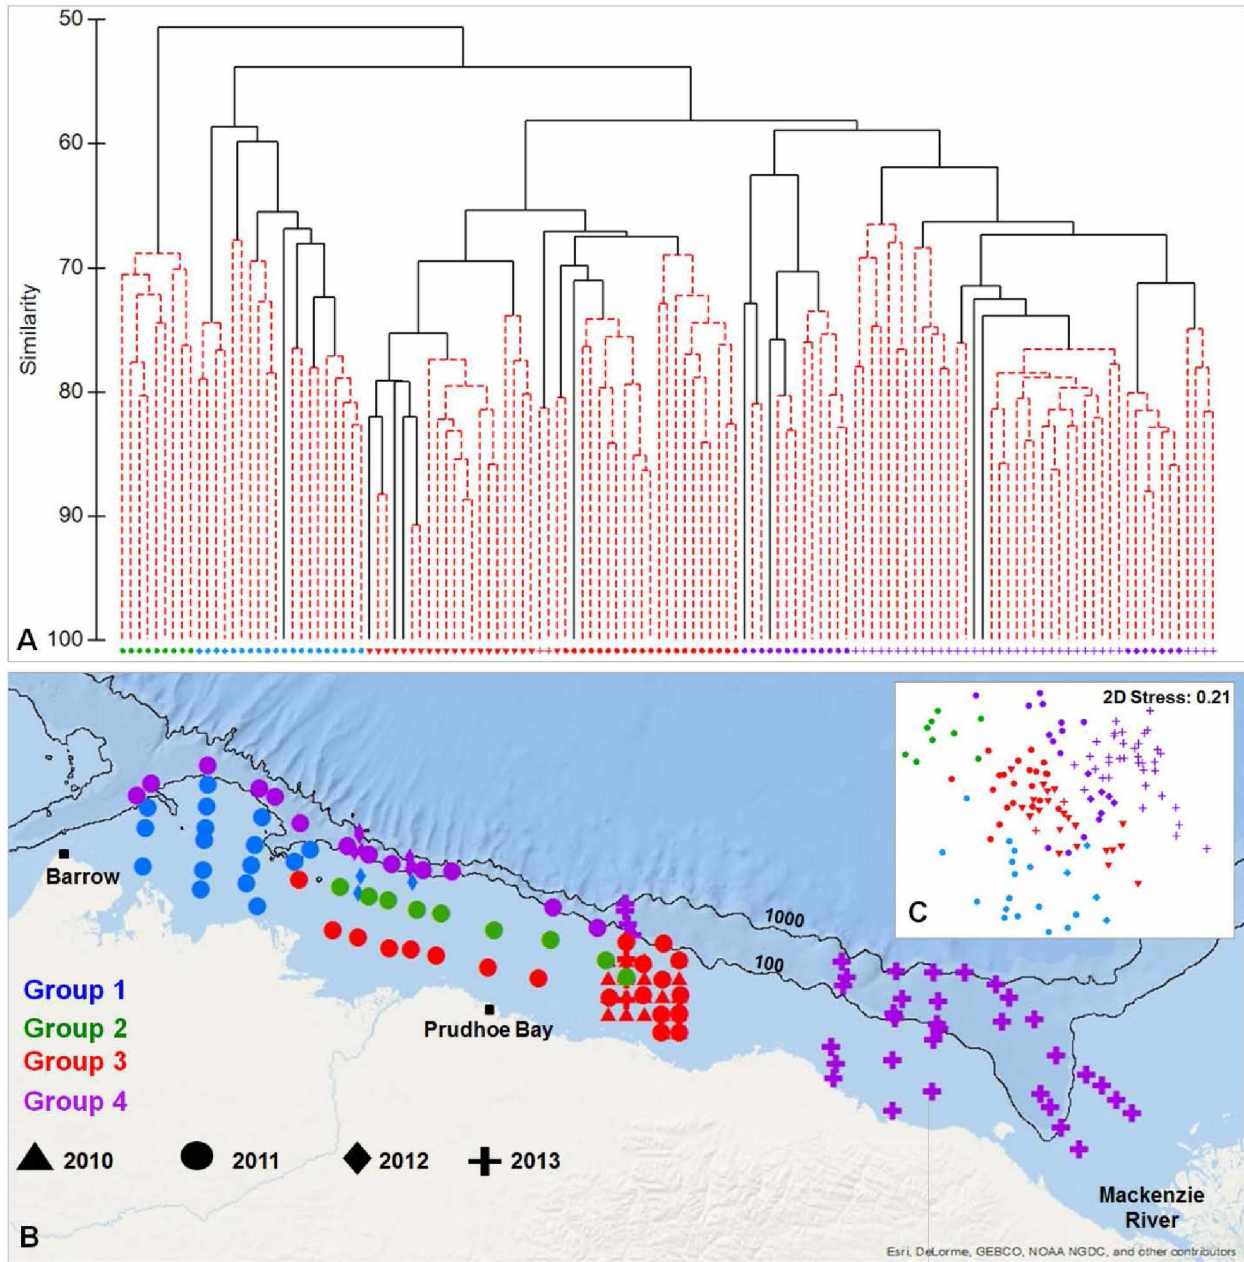 50
60
70
80
90
100
Similarity
A
2D Stress: 0.21
C
1000
100
Barrow
Prudhoe Bay
Group 1
Group 2
Group 3
Group 4
2010
2011
2012
2013
Mackenzie
River
B
Esri, DeLorme, GEBCO, NOAA NGDC, and other contributors